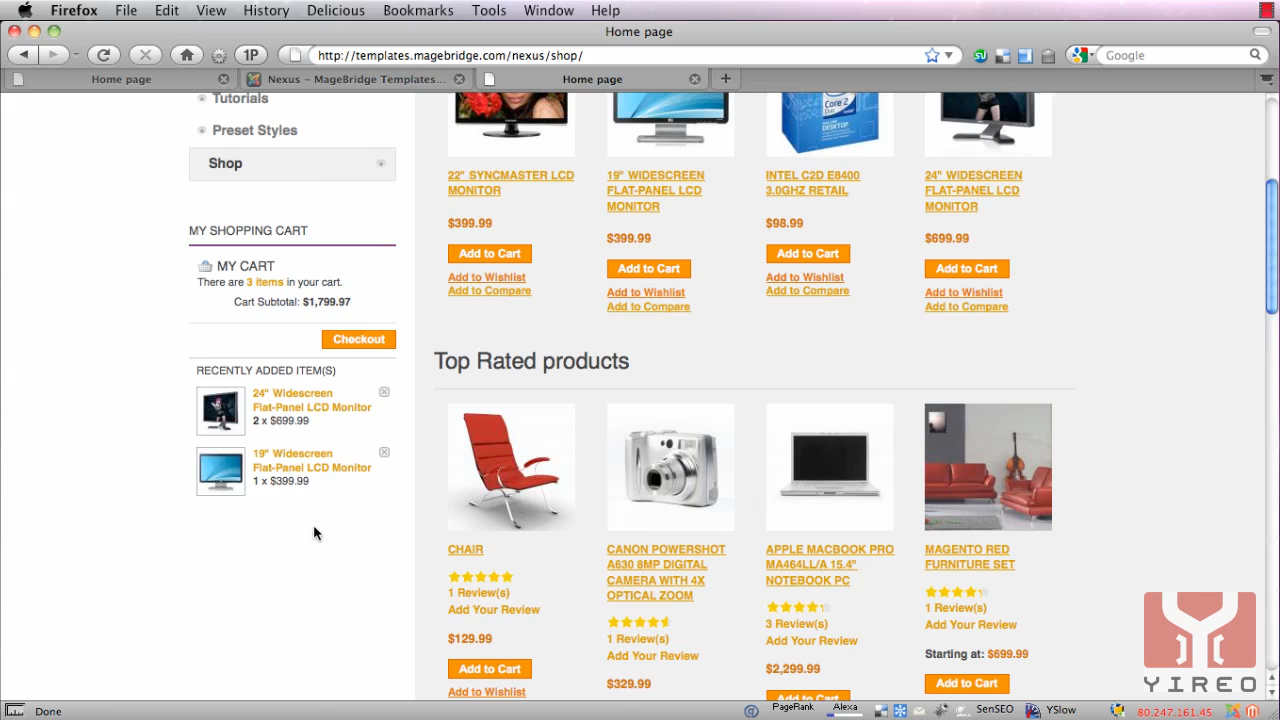 Firefox File Edit View History Delicious Bookmarks Tools Window Help
Home page
1P http://templates.magebridge.com/nexus/shop/ Google
Home page Nexus – MageBridge Templates... Home page
Tutorials
Preset Styles
Shop
MY SHOPPING CART
MY CART
There are 3 items in your cart.
Cart Subtotal: $1,799.97
Checkout
RECENTLY ADDED ITEM(S)
24" Widescreen
Flat-Panel LCD Monitor
2 x $699.99
19" Widescreen
Flat-Panel LCD Monitor
1 x $399.99
22" SYNCMASTER LCD
MONITOR
$399.99
Add to Cart
Add to Wishlist
Add to Compare
19" WIDESCREEN
FLAT-PANEL LCD
MONITOR
$399.99
Add to Cart
Add to Wishlist
Add to Compare
Core 2
DESKTOP
INTEL C2D E8400
3.0GHZ RETAIL
$98.99
Add to Cart
Add to Wishlist
Add to Compare
24" WIDESCREEN
FLAT-PANEL LCD
MONITOR
$699.99
Add to Cart
Add to Wishlist
Add to Compare
Top Rated products
CHAIR
1 Review(s)
Add Your Review
$129.99
Add to Cart
Add to Wishlist
CANON POWERSHOT
A630 8MP DIGITAL
CAMERA WITH 4X
OPTICAL ZOOM
1 Review(s)
Add Your Review
$329.99
APPLE MACBOOK PRO
MA464LL/A 15.4"
NOTEBOOK PC
3 Review(s)
Add Your Review
$2,299.99
Add to Cart
MAGENTO RED
FURNITURE SET
1 Review(s)
Add Your Review
Starting at: $699.99
Add to Cart
YIREO
Done PageRank Alexa SenSEO YSlow 80.247.161.45